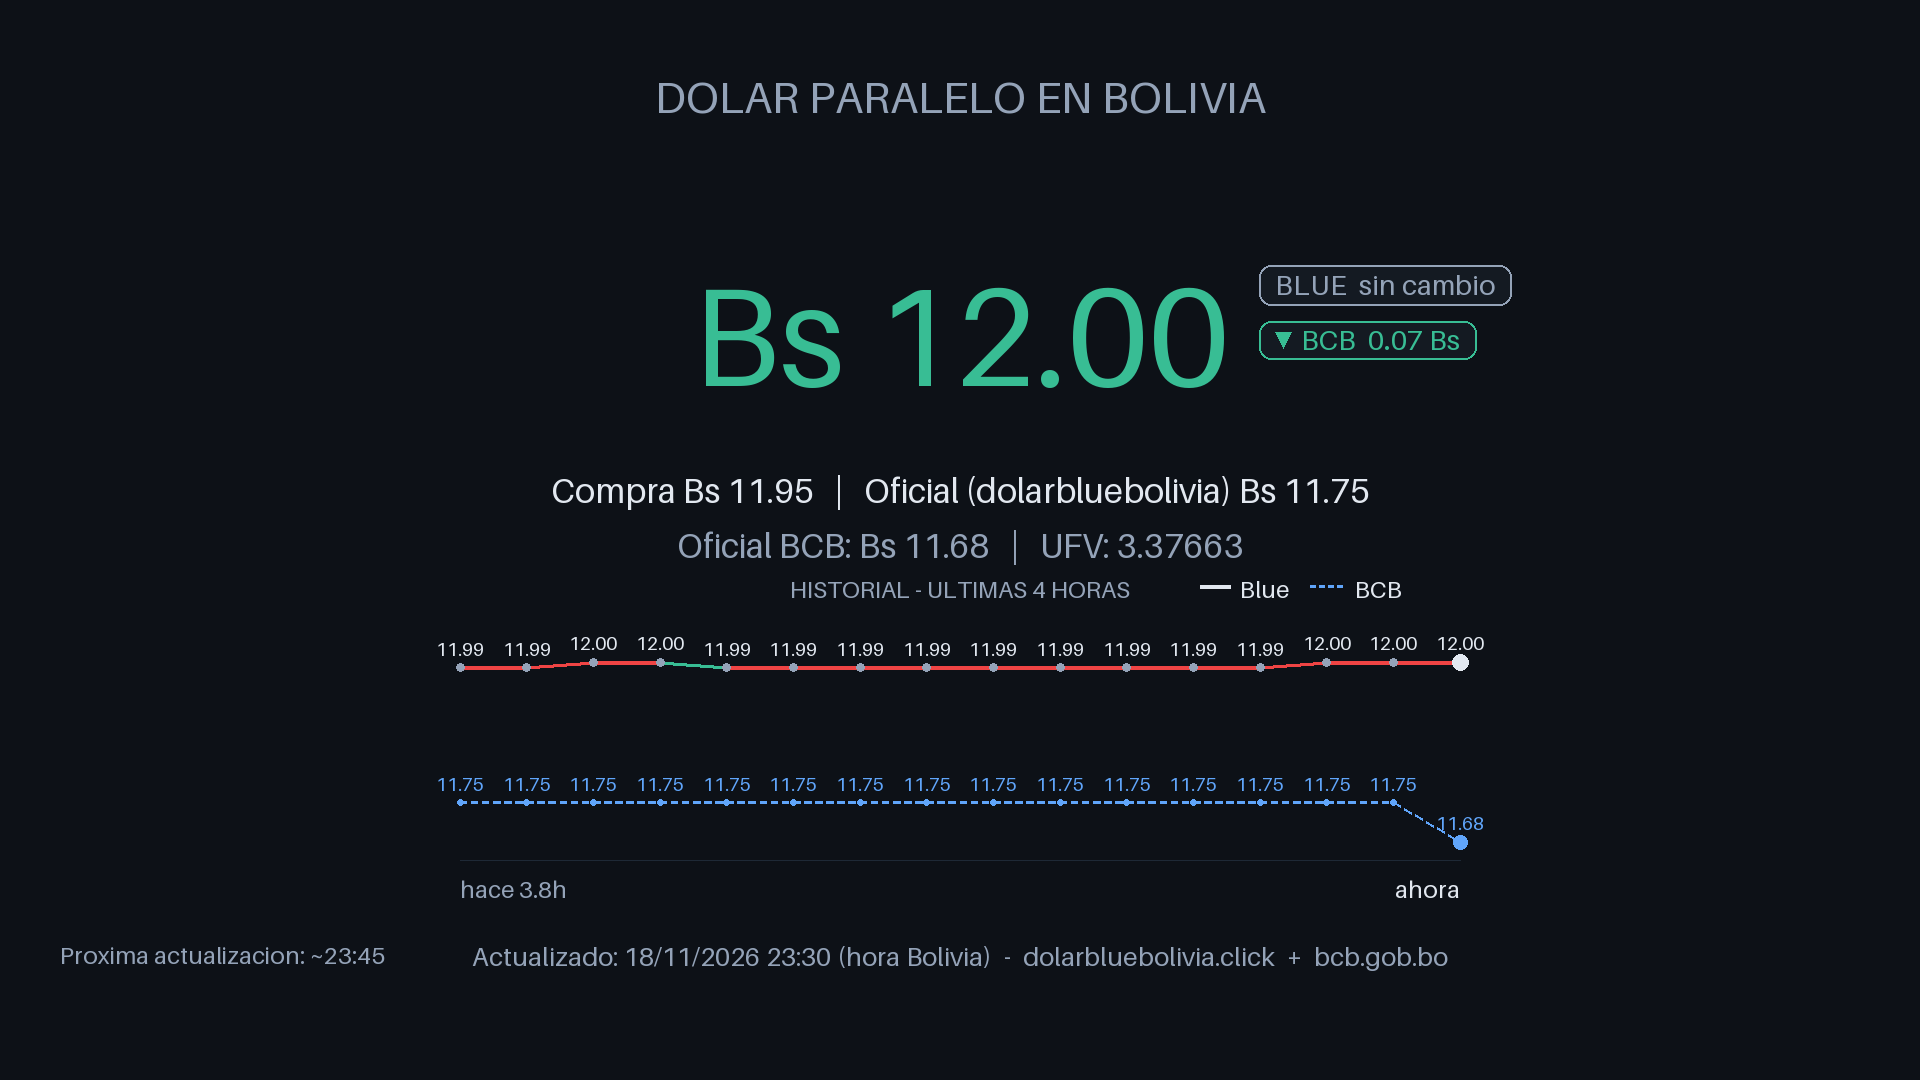 DOLAR PARALELO EN BOLIVIA
Bs 12.00
BLUE sin cambio
▼ BCB 0.07 Bs
Compra Bs 11.95 | Oficial (dolarbluebolivia) Bs 11.75
Oficial BCB: Bs 11.68 | UFV: 3.37663
HISTORIAL - ULTIMAS 4 HORAS
Blue
BCB
11.99 11.99 12.00 12.00 11.99 11.99 11.99 11.99 11.99 11.99 11.99 11.99 11.99 12.00 12.00 12.00
11.75 11.75 11.75 11.75 11.75 11.75 11.75 11.75 11.75 11.75 11.75 11.75 11.75 11.75 11.75
11.68
hace 3.8h
ahora
Proxima actualizacion: ~23:45
Actualizado: 18/11/2026 23:30 (hora Bolivia) - dolarbluebolivia.click + bcb.gob.bo